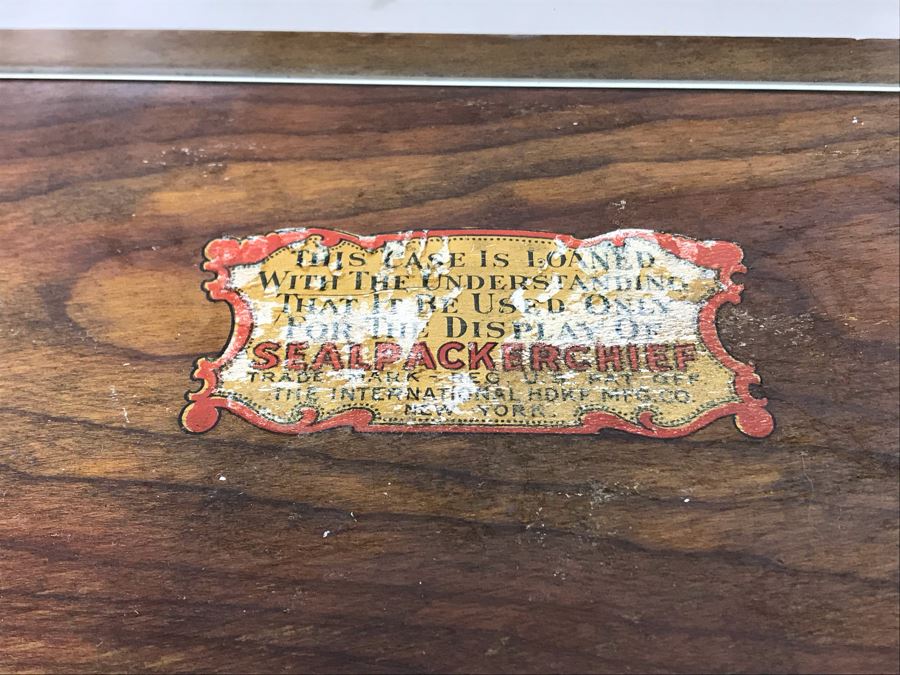 THIS CASE IS LOANED
WITH THE UNDERSTANDING
THAT IT BE USED ONLY
FOR THE DISPLAY OF
SEALPACKERCHIEF
TRADE MARK REG. U.S. PAT. OFF.
THE INTERNATIONAL HDKF. MFG. CO.
NEW YORK